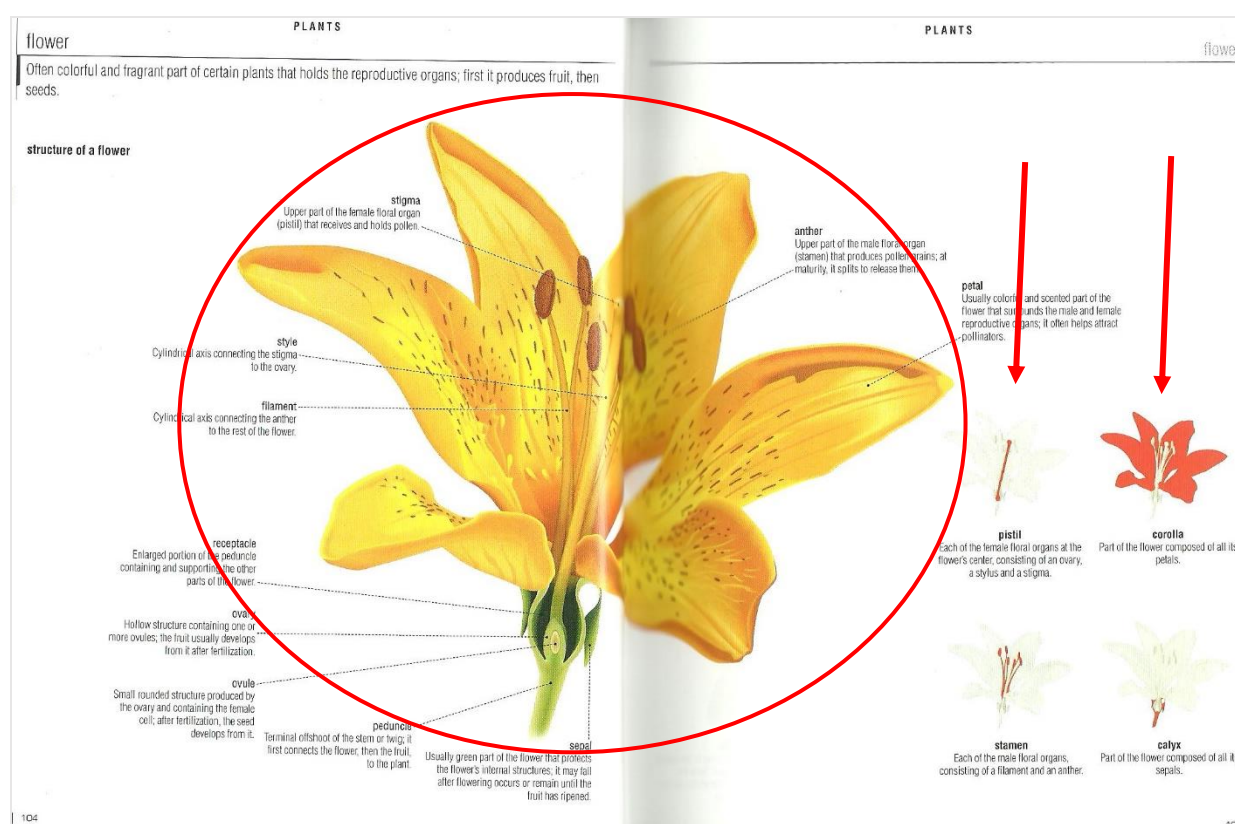 PLANTS
flower
Often colorful and fragrant part of certain plants that holds the reproductive organs; first it produces fruit, then
seeds.
structure of a flower
stigma
Upper part of the female floral organ
(pistil) that receives and holds pollen.
style
Cylindrical axis connecting the stigma
to the ovary.
filament
Cylindrical axis connecting the anther
to the rest of the flower.
receptacle
Enlarged portion of the peduncle
containing and supporting the other
parts of the flower.
ovary
Hollow structure containing one or
more ovules; the fruit usually develops
from it after fertilization.
ovule
Small rounded structure produced by
the ovary and containing the female
cell; after fertilization, the seed
develops from it.
peduncle
Terminal offshoot of the stem or twig; it
first connects the flower, then the fruit,
to the plant.
sepal
Usually green part of the flower that protects
the flower's internal structures; it may fall
after flowering occurs or remain until the
fruit has ripened.
104
PLANTS
flowe
anther
Upper part of the male floral organ
(stamen) that produces pollen grains; at
maturity, it splits to release them.
petal
Usually colorful and scented part of the
flower that surrounds the male and female
reproductive organs; it often helps attract
pollinators.
pistil
Each of the female floral organs at the
flower's center, consisting of an ovary,
a stylus and a stigma.
corolla
Part of the flower composed of all its
petals.
stamen
Each of the male floral organs,
consisting of a filament and an anther.
calyx
Part of the flower composed of all it
sepals.